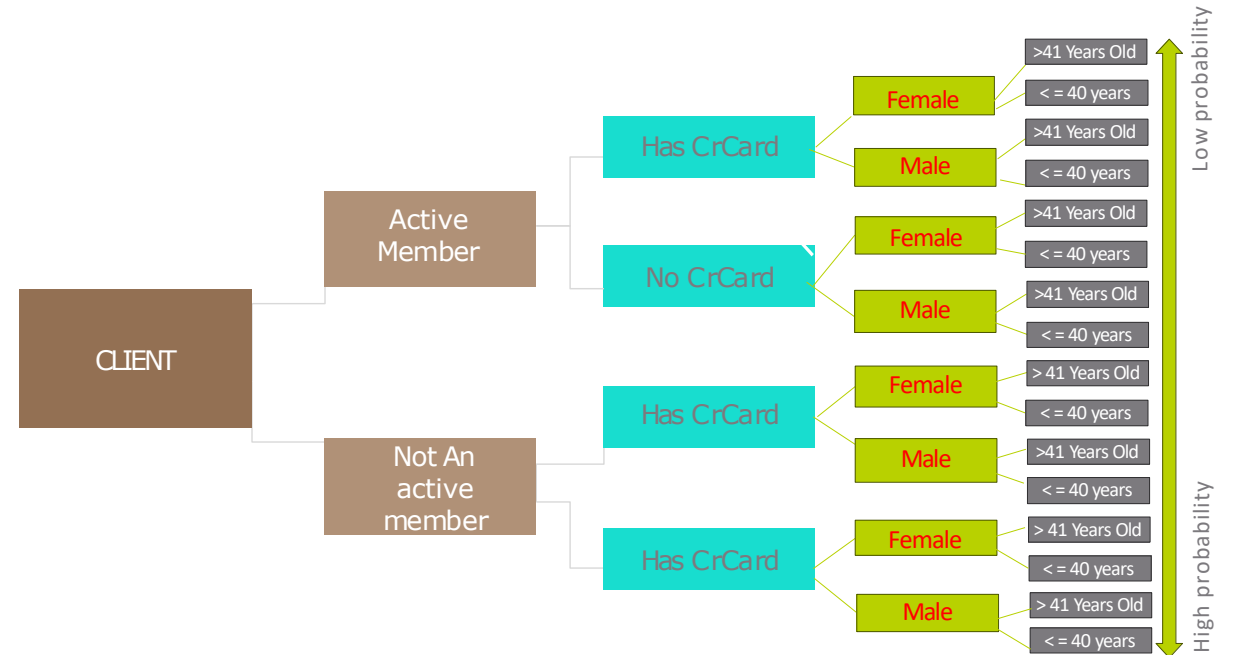 CLIENT
Active
Member
Not An
active
member
Has CrCard
No CrCard
Has CrCard
Has CrCard
Female
Male
Female
Male
Female
Male
Female
Male
>41 Years Old
< = 40 years
>41 Years Old
< = 40 years
>41 Years Old
< = 40 years
>41 Years Old
< = 40 years
> 41 Years Old
< = 40 years
>41 Years Old
< = 40 years
> 41 Years Old
< = 40 years
> 41 Years Old
< = 40 years
Low probability
High probability